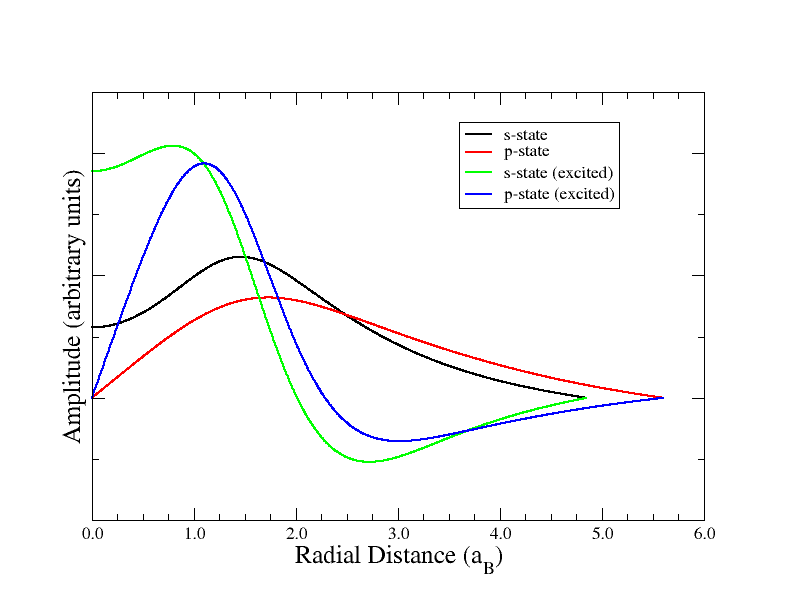 s-state
p-state
s-state (excited)
p-state (excited)
Amplitude (arbitrary units)
0.0 1.0 2.0 3.0 4.0 5.0 6.0
Radial Distance (a_B)